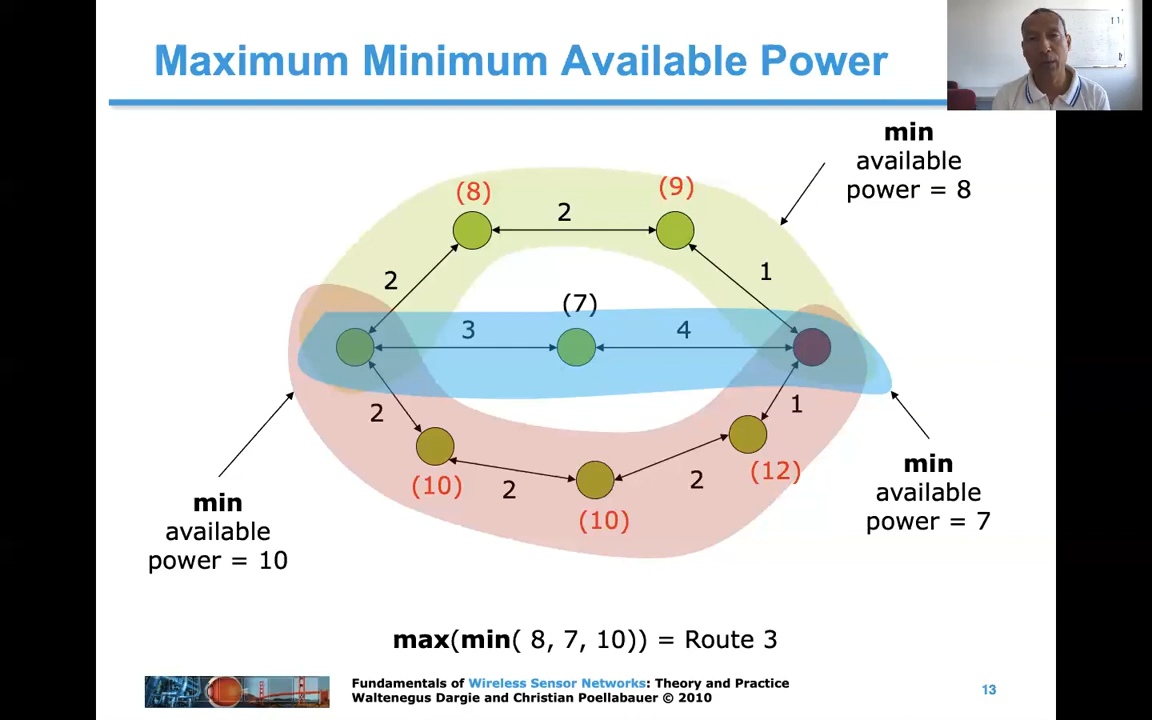 Maximum Minimum Available Power
min
available
power = 8
(8)
(9)
2
2
1
(7)
3
4
2
1
(10)
2
2
(12)
(10)
min
available
power = 7
min
available
power = 10
max(min( 8, 7, 10)) = Route 3
Fundamentals of Wireless Sensor Networks: Theory and Practice
Waltenegus Dargie and Christian Poellabauer © 2010
13